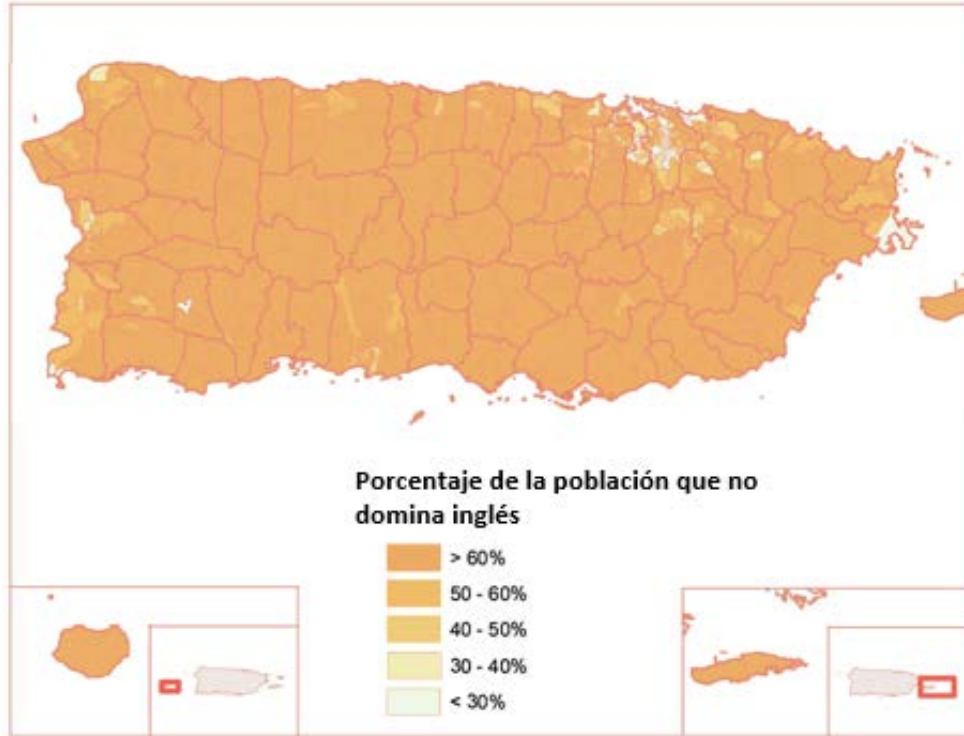 Porcentaje de la población que no
domina inglés
> 60%
50 - 60%
40 - 50%
30 - 40%
< 30%